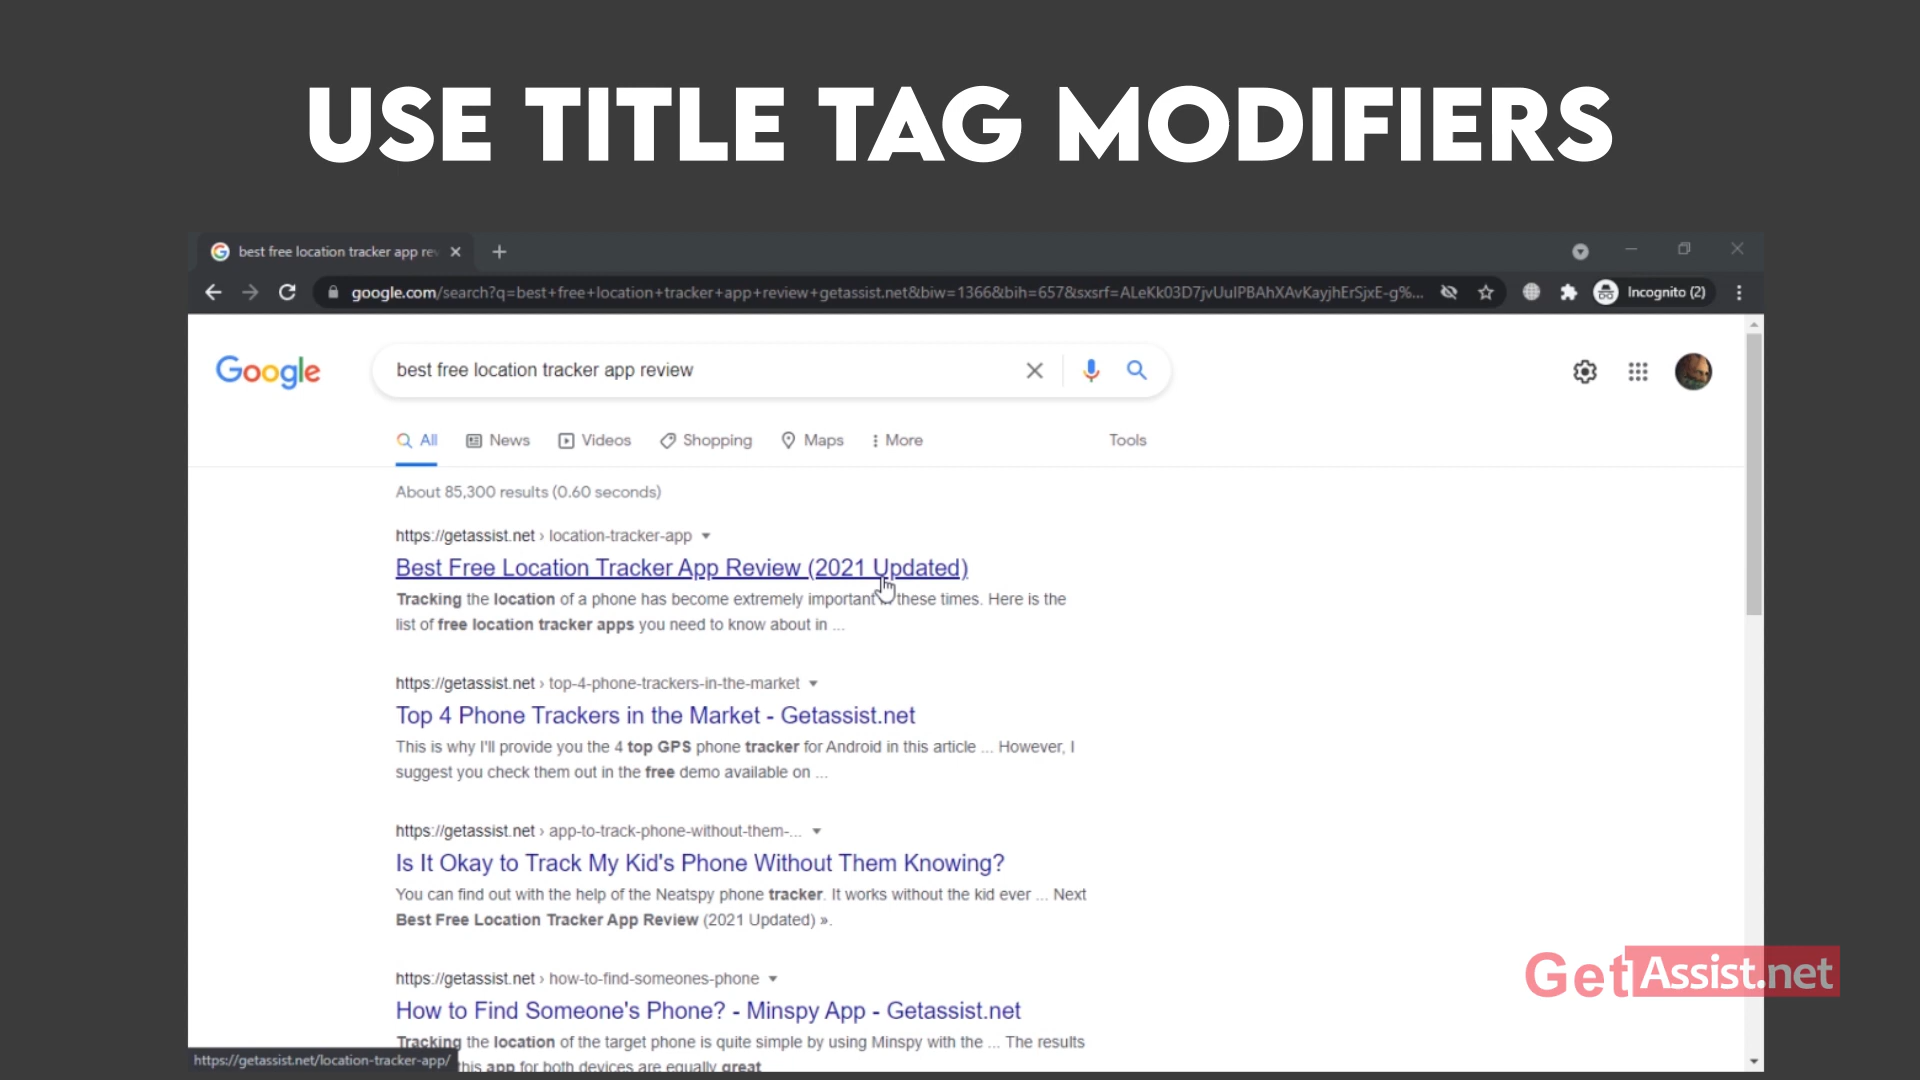 USE TITLE TAG MODIFIERS
best free location tracker app re
google.com/search?q=best+free+location+tracker+app+review+getassist.net&biw=1366&bih=657&sxsrf=ALeKk03D7jvUuIPBAhXAvKayjhErSjxE-g%...
Incognito (2)
Google
best free location tracker app review
All News Videos Shopping Maps More Tools
About 85,300 results (0.60 seconds)
https://getassist.net › location-tracker-app
Best Free Location Tracker App Review (2021 Updated)
Tracking the location of a phone has become extremely important these times. Here is the
list of free location tracker apps you need to know about in ...
https://getassist.net › top-4-phone-trackers-in-the-market
Top 4 Phone Trackers in the Market - Getassist.net
This is why I'll provide you the 4 top GPS phone tracker for Android in this article ... However, I
suggest you check them out in the free demo available on ...
https://getassist.net › app-to-track-phone-without-them-...
Is It Okay to Track My Kid's Phone Without Them Knowing?
You can find out with the help of the Neatspy phone tracker. It works without the kid ever ... Next
Best Free Location Tracker App Review (2021 Updated) ».
https://getassist.net › how-to-find-someones-phone
How to Find Someone's Phone? - Minspy App - Getassist.net
Tracking the location of the target phone is quite simple by using Minspy with the ... The results
this app for both devices are equally great
https://getassist.net/location-tracker-app/
GetAssist.net